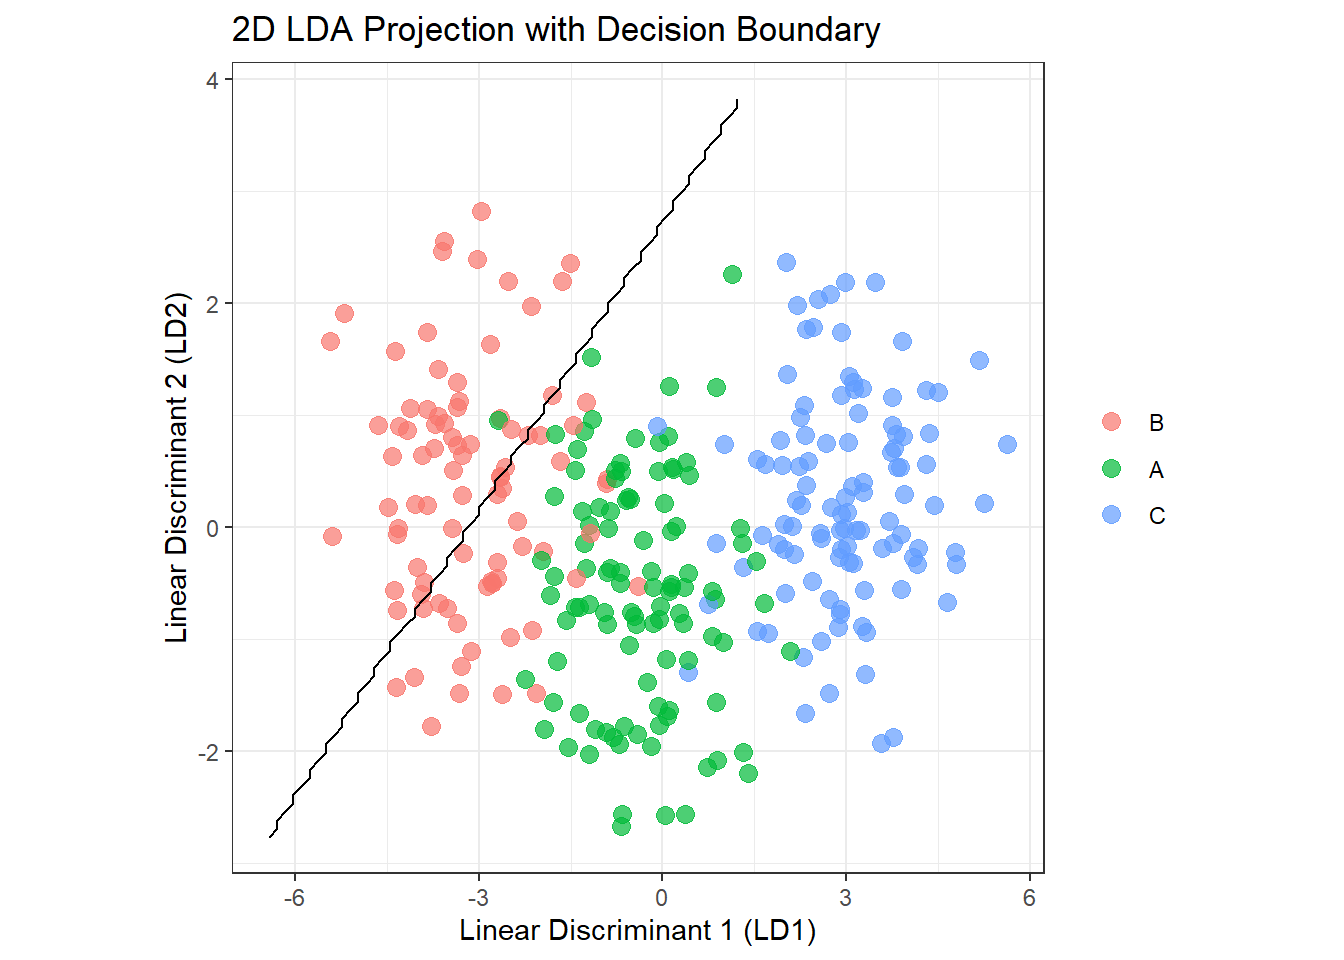 2D LDA Projection with Decision Boundary
Linear Discriminant 2 (LD2)
4
2
0
-2
-6
-3
0
3
6
Linear Discriminant 1 (LD1)
B
A
C